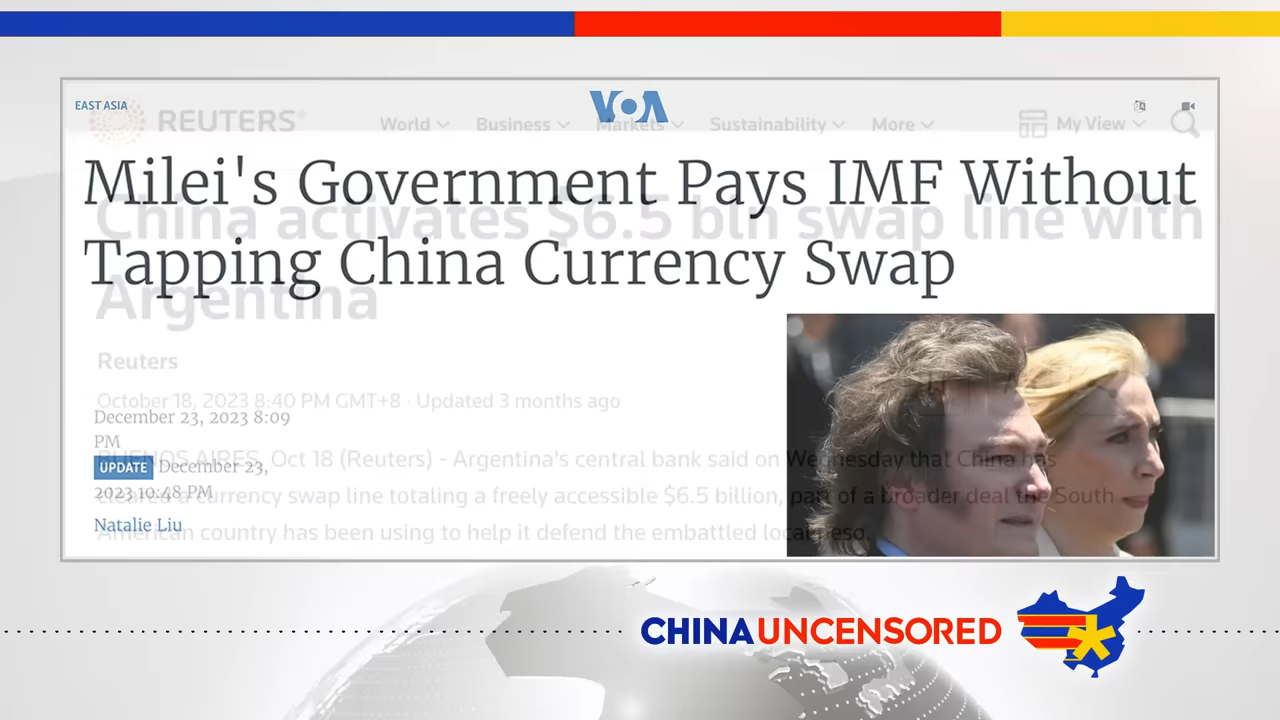 EAST ASIA
VOA
REUTERS
World
Business
Markets
Sustainability
More
My View
Milei's Government Pays IMF Without
Tapping China Currency Swap
China activates $6.5 bln swap line with
Argentina
Reuters
October 18, 2023 8:40 PM GMT+8 · Updated 3 months ago
December 23, 2023 8:09
PM
UPDATE December 23,
2023 10:48 PM
Natalie Liu
BUENOS AIRES, Oct 18 (Reuters) - Argentina's central bank said on Wednesday that China has
currency swap line totaling a freely accessible $6.5 billion, part of a broader deal the South
American country has been using to help it defend the embattled local peso.
CHINA UNCENSORED